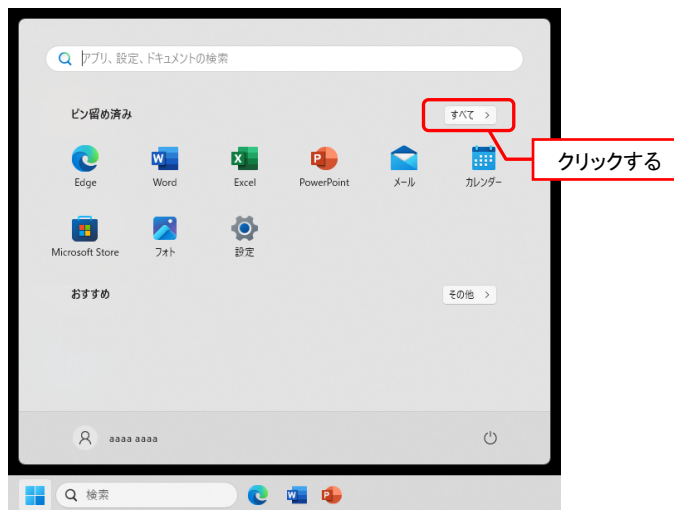 アプリ、設定、ドキュメントの検索
ピン留め済み
すべて >
クリックする
Edge
Word
Excel
PowerPoint
メール
カレンダー
Microsoft Store
フォト
設定
おすすめ
その他 >
aaaa aaaa
検索